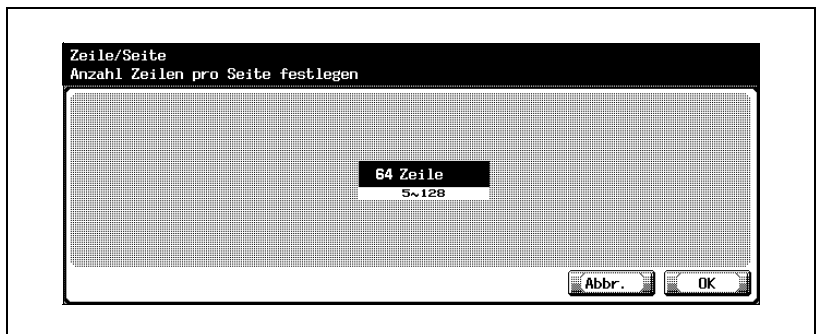 Zeile/Seite
Anzahl Zeilen pro Seite festlegen
64 Zeile
5~128
Abbr. OK